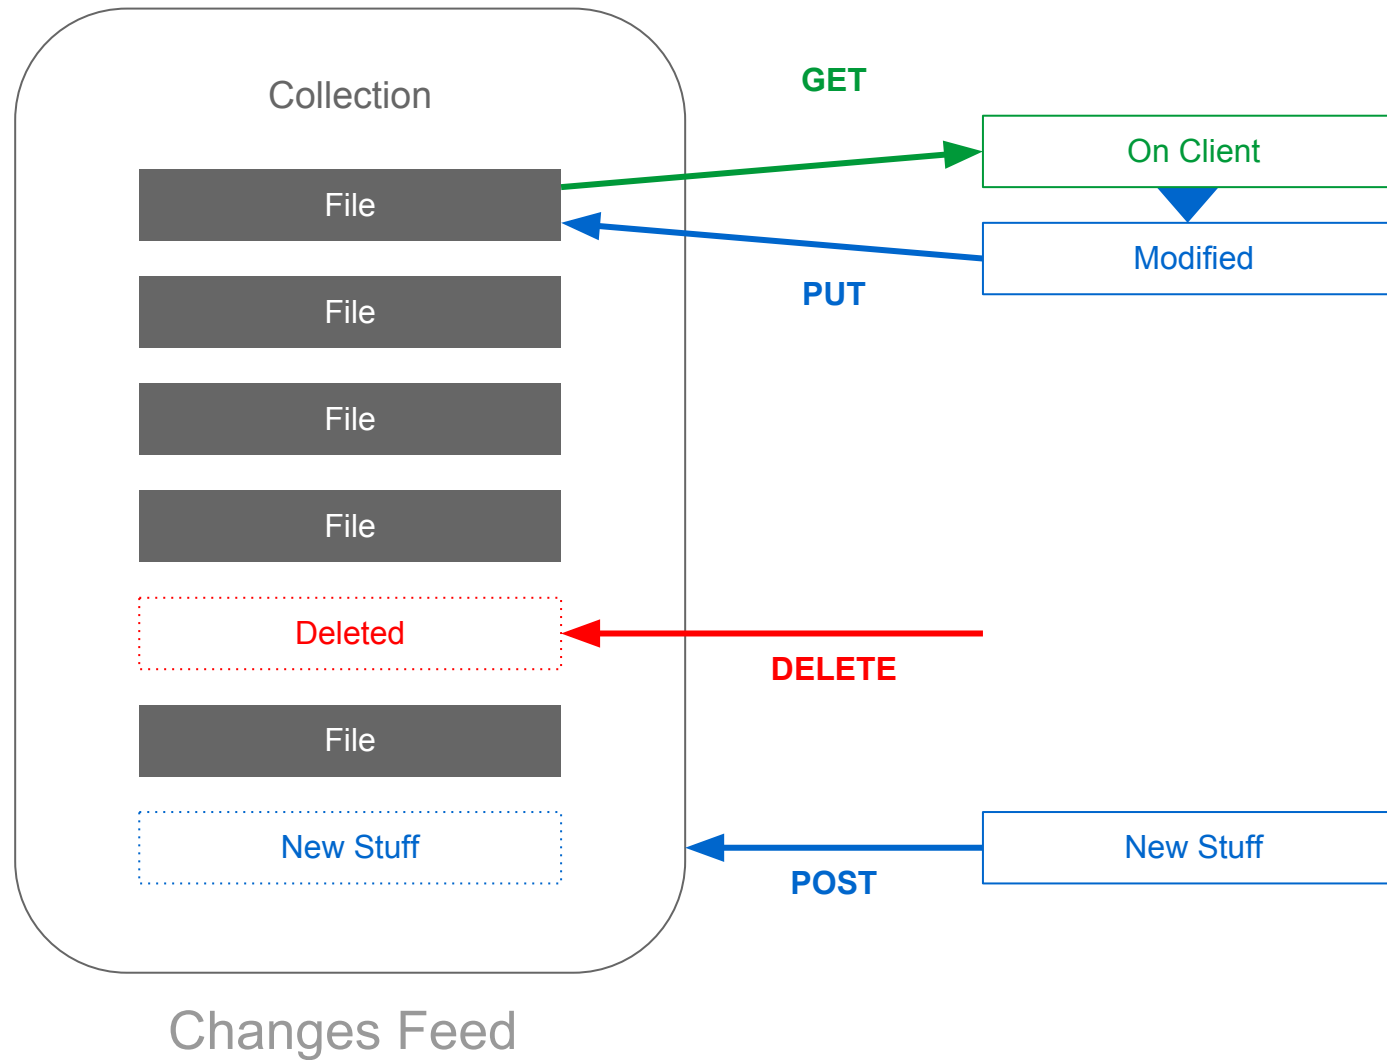 Collection
GET
On Client
File
Modified
PUT
File
File
File
Deleted
DELETE
File
New Stuff
New Stuff
POST
Changes Feed